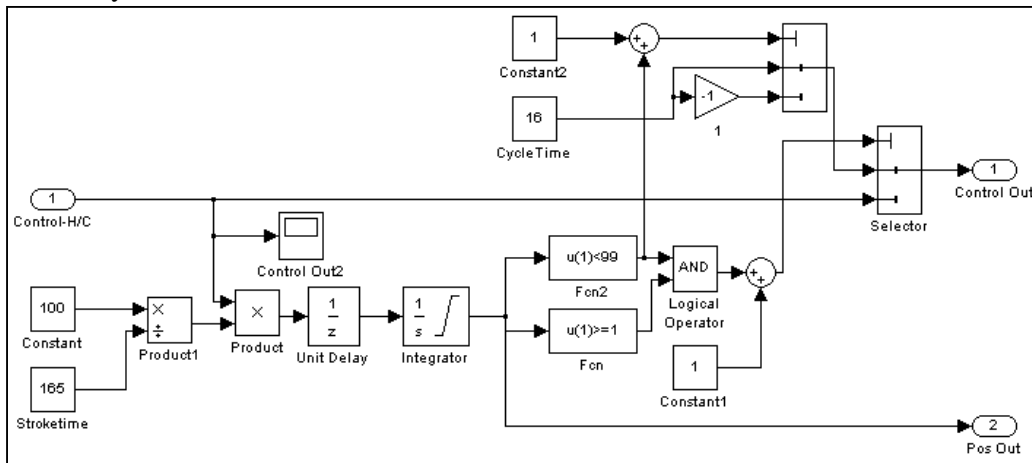 1
Constant2
+
+
-1
1
16
CycleTime
1
Control-H/C
Control Out2
1
Control Out
Selector
u(1)<99
Fcn2
AND
Logical
Operator
+
+
100
Constant
×
÷
Product1
×
Product
1
z
Unit Delay
1
s
Integrator
u(1)>=1
Fcn
1
Constant1
165
Stroketime
2
Pos Out